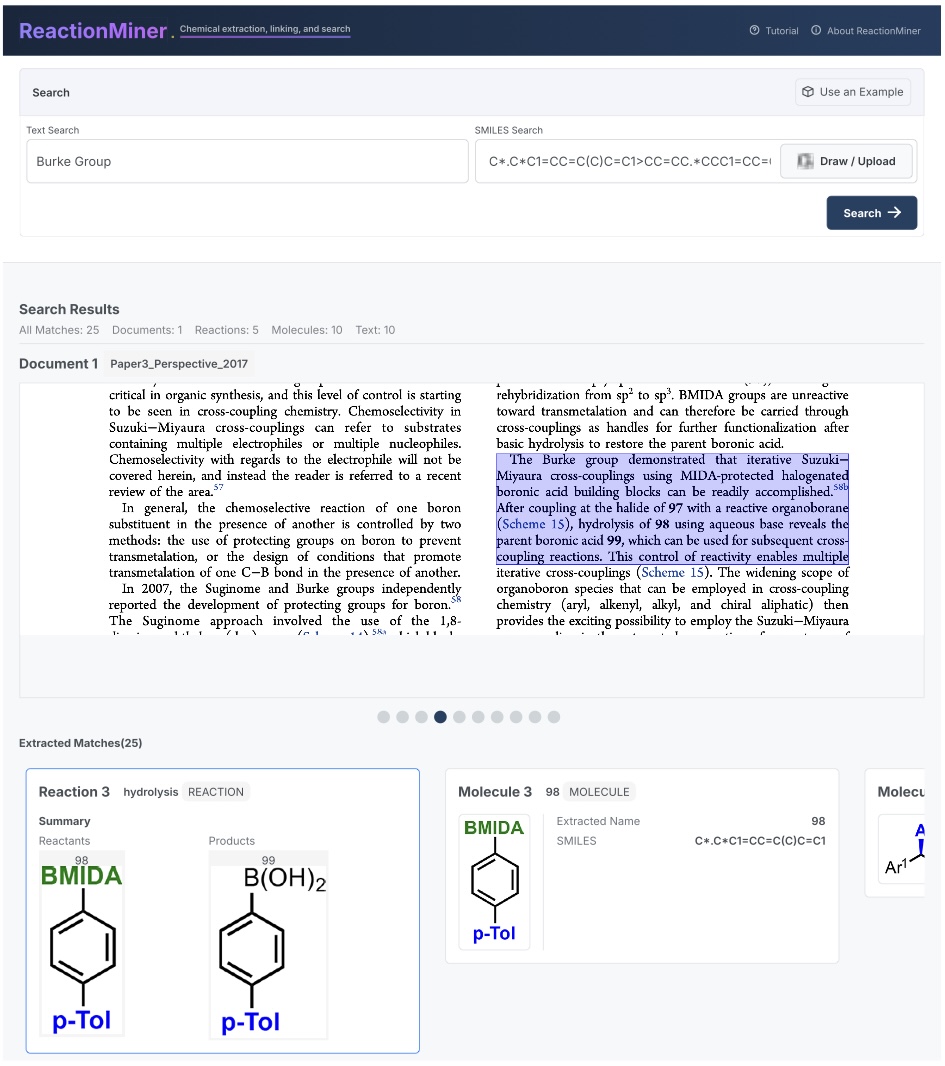 ReactionMiner. Chemical extraction, linking, and search
Tutorial About ReactionMiner
Search
Use an Example
Text Search
SMILES Search
Burke Group
C*.C*C1=CC=C(C)C=C1>CC=CC.*CCC1=CC=(
Draw / Upload
Search
Search Results
All Matches: 25 Documents: 1 Reactions: 5 Molecules: 10 Text: 10
Document 1 Paper3_Perspective_2017
critical in organic synthesis, and this level of control is starting
to be seen in cross-coupling chemistry. Chemoselectivity in
Suzuki−Miyaura cross-couplings can refer to substrates
containing multiple electrophiles or multiple nucleophiles.
Chemoselectivity with regards to the electrophile will not be
covered herein, and instead the reader is referred to a recent
review of the area.57
In general, the chemoselective reaction of one boron
substituent in the presence of another is controlled by two
methods: the use of protecting groups on boron to prevent
transmetalation, or the design of conditions that promote
transmetalation of one C−B bond in the presence of another.
In 2007, the Suginome and Burke groups independently
reported the development of protecting groups for boron.58
The Suginome approach involved the use of the 1,8-
rehybridization from sp2 to sp3. BMIDA groups are unreactive
toward transmetalation and can therefore be carried through
cross-couplings as handles for further functionalization after
basic hydrolysis to restore the parent boronic acid.
The Burke group demonstrated that iterative Suzuki−
Miyaura cross-couplings using MIDA-protected halogenated
boronic acid building blocks can be readily accomplished.58b
After coupling at the halide of 97 with a reactive organoborane
(Scheme 15), hydrolysis of 98 using aqueous base reveals the
parent boronic acid 99, which can be used for subsequent cross-
coupling reactions. This control of reactivity enables multiple
iterative cross-couplings (Scheme 15). The widening scope of
organoboron species that can be employed in cross-coupling
chemistry (aryl, alkenyl, alkyl, and chiral aliphatic) then
provides the exciting possibility to employ the Suzuki−Miyaura
Extracted Matches(25)
Reaction 3 hydrolysis REACTION
Summary
Reactants
Products
98
BMIDA
p-Tol
99
B(OH)2
p-Tol
Molecule 3 98 MOLECULE
BMIDA
p-Tol
Extracted Name 98
SMILES C*.C*C1=CC=C(C)C=C1
Molecu
A
Ar1